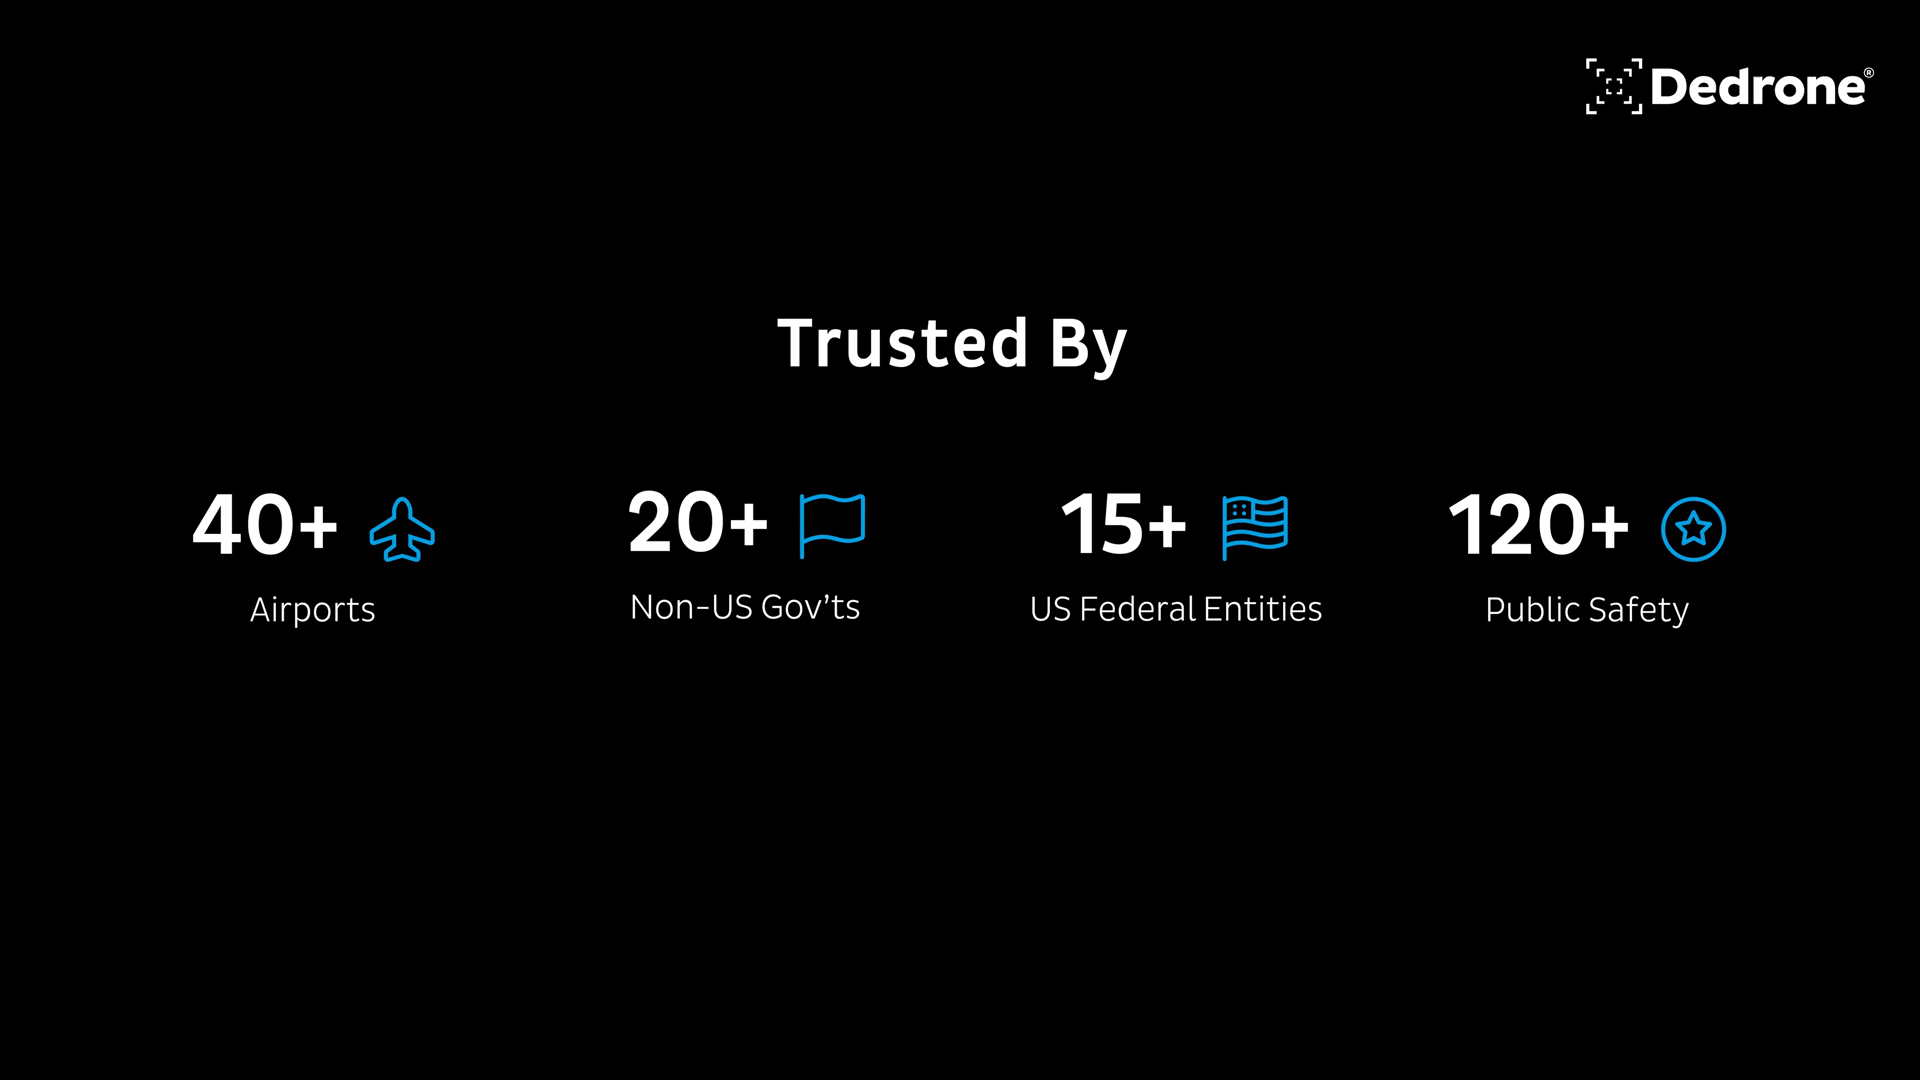 Dedrone®
Trusted By
40+
Airports
20+
Non-US Gov’ts
15+
US Federal Entities
120+
Public Safety